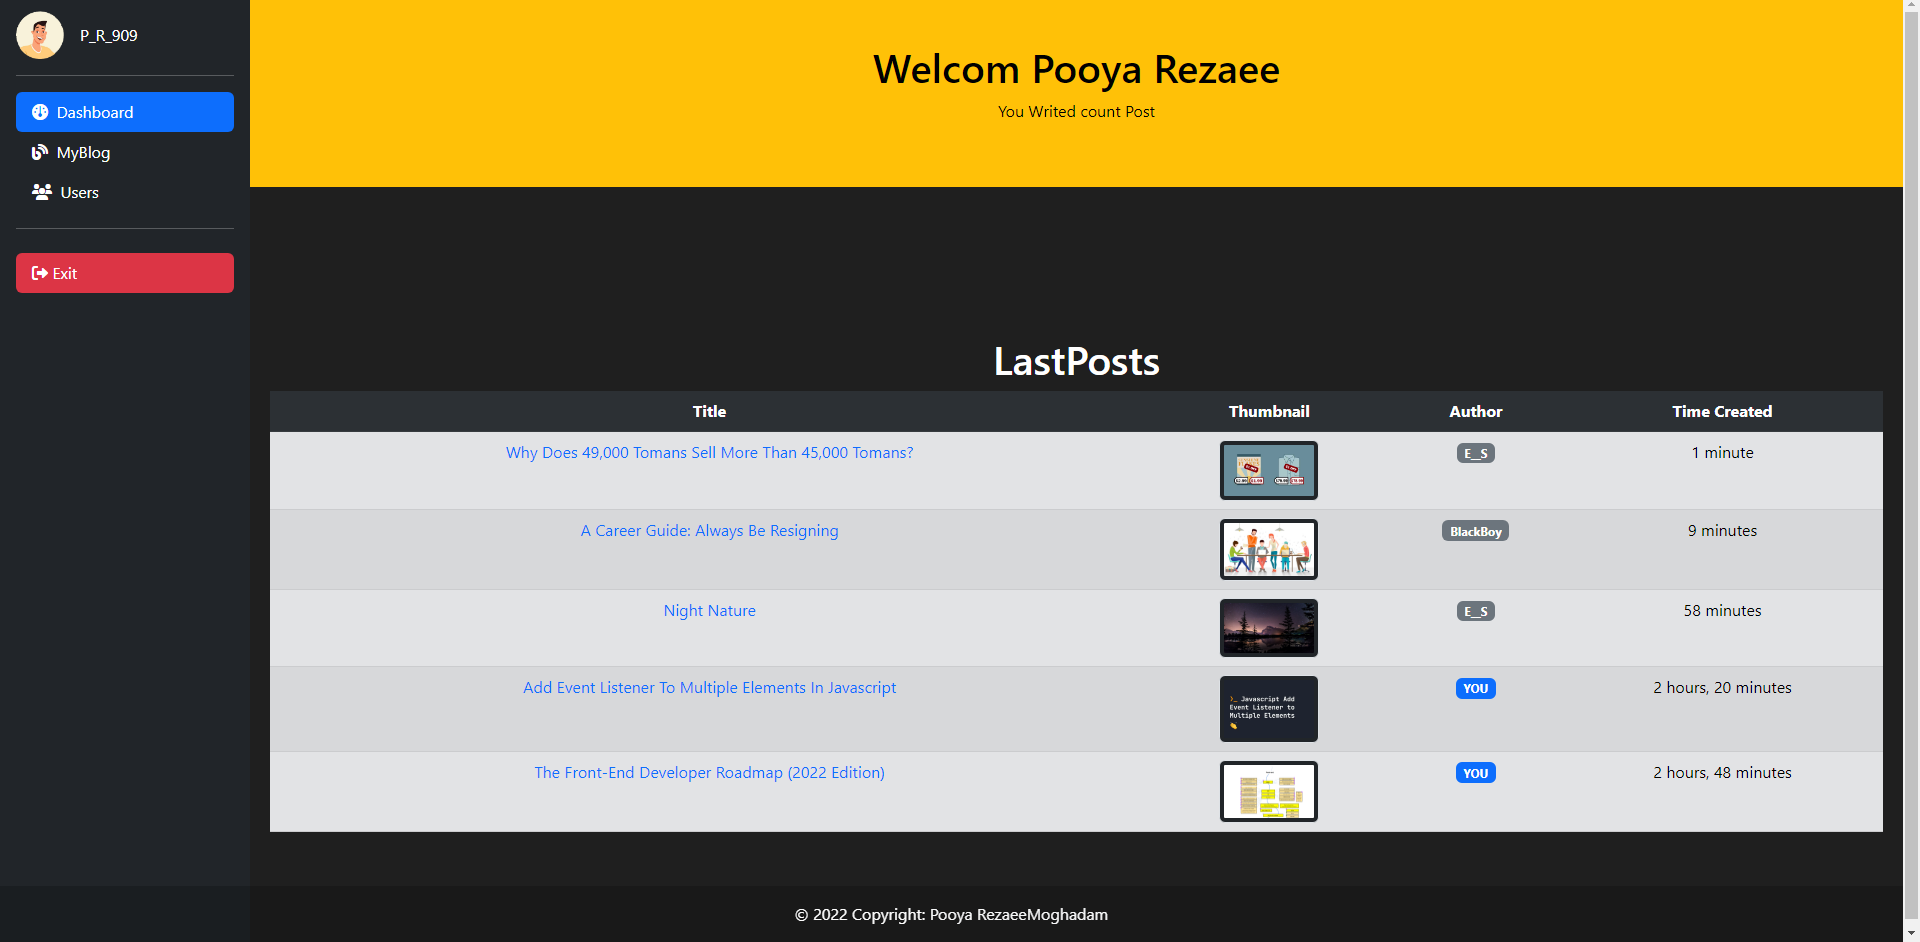 P_R_909
Dashboard
MyBlog
Users
Exit
Welcom Pooya Rezaee
You Writed count Post
LastPosts
Title Thumbnail Author Time Created
Why Does 49,000 Tomans Sell More Than 45,000 Tomans? E__S 1 minute
A Career Guide: Always Be Resigning BlackBoy 9 minutes
Night Nature E__S 58 minutes
Add Event Listener To Multiple Elements In Javascript YOU 2 hours, 20 minutes
>_ Javascript Add
Event Listener to
Multiple Elements
The Front-End Developer Roadmap (2022 Edition) YOU 2 hours, 48 minutes
© 2022 Copyright: Pooya RezaeeMoghadam